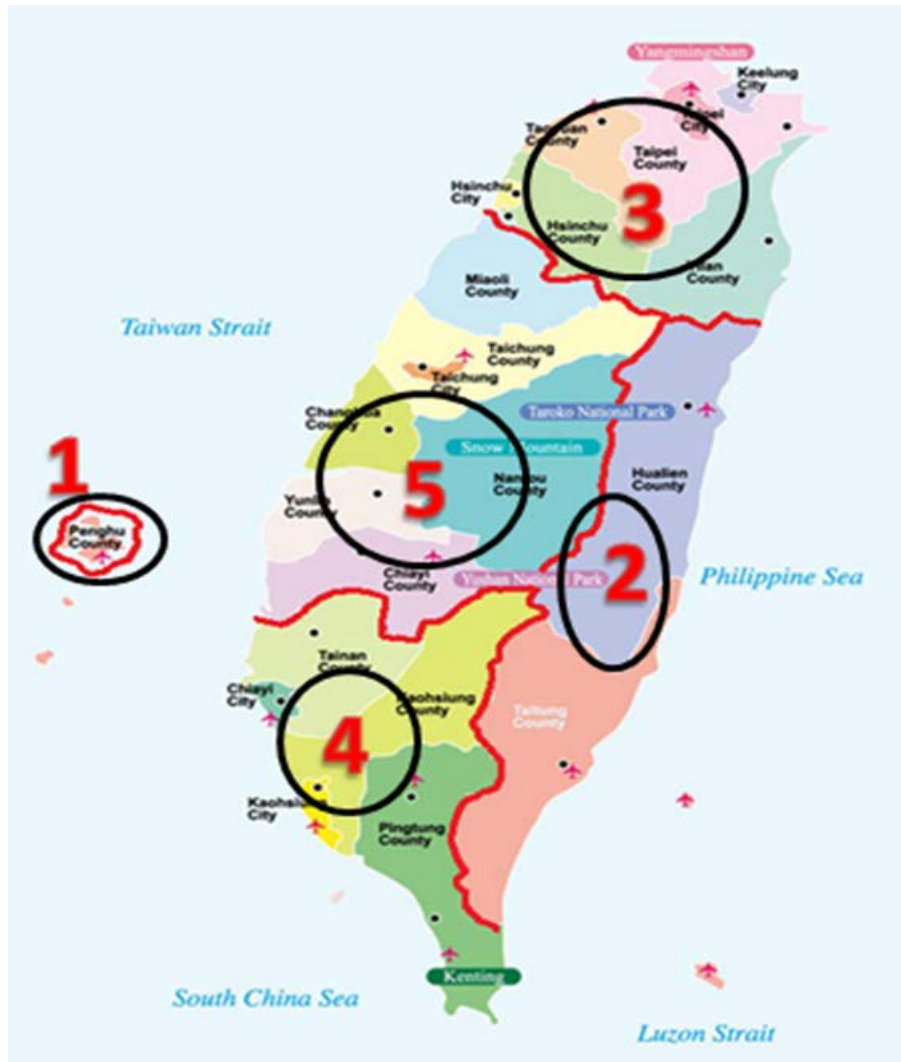 Yangmingshan
Keelung
City
Taipei
City
Taoyuan
County
Taipei
County
3
Hsinchu
City
Hsinchu
County
Ilan
County
Miaoli
County
Taiwan Strait
Taichung
County
Taichung
City
Changhua
County
Taroko National Park
Snow Mountain
1
5
Nantou
County
Hualien
County
Yunlin
County
Penghu
County
2
Chiayi
County
Yushan National Park
Philippine Sea
Tainan
County
Chiayi
City
Kaohsiung
County
Taitung
County
4
Kaohsiung
City
Pingtung
County
Kenting
South China Sea
Luzon Strait